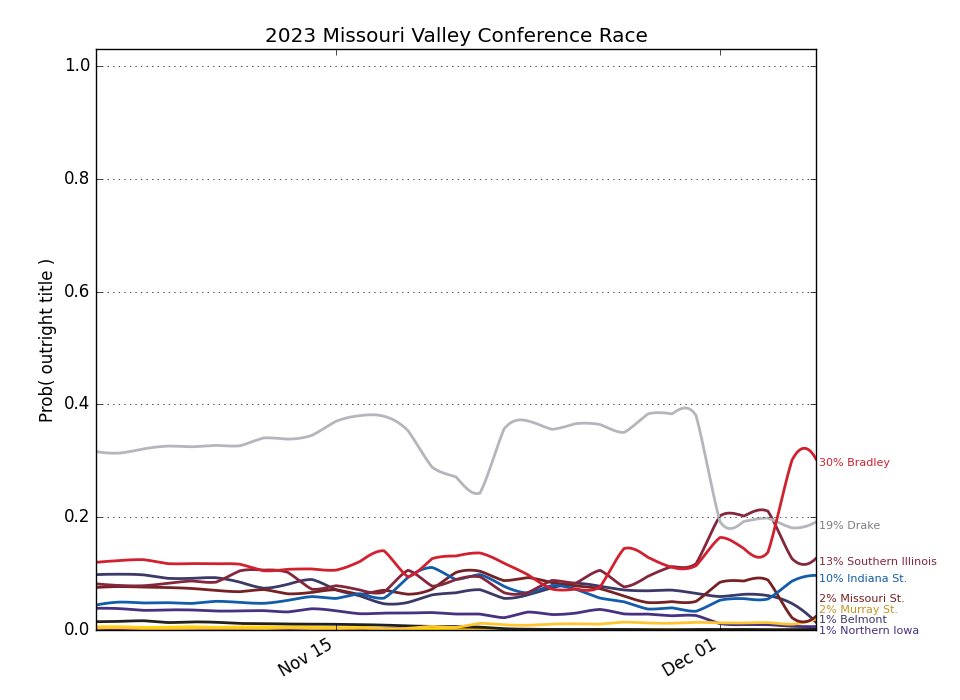 2023 Missouri Valley Conference Race
Prob( outright title )
1.0
0.8
0.6
0.4
0.2
0.0
Nov 15
Dec 01
30% Bradley
19% Drake
13% Southern Illinois
10% Indiana St.
2% Missouri St.
2% Murray St.
1% Belmont
1% Northern Iowa